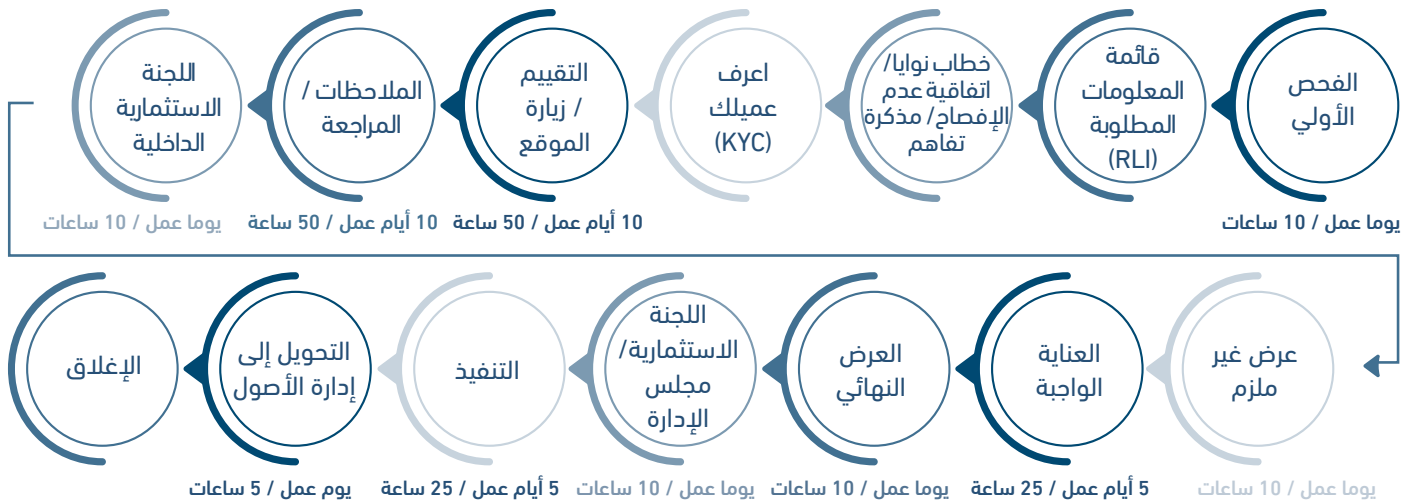 الفحص
الأولي
يوما عمل / 10 ساعات
قائمة
المعلومات
المطلوبة
(RLI)
خطاب نوايا/
اتفاقية عدم
الإفصاح/ مذكرة
تفاهم
اعرف
عميلك
(KYC)
التقييم
/ زيارة
الموقع
10 أيام عمل / 50 ساعة
الملاحظات /
المراجعة
10 أيام عمل / 50 ساعة
اللجنة
الاستثمارية
الداخلية
يوما عمل / 10 ساعات
عرض غير
ملزم
يوما عمل / 10 ساعات
العناية
الواجبة
5 أيام عمل / 25 ساعة
العرض
النهائي
يوما عمل / 10 ساعات
اللجنة
الاستثمارية/
مجلس
الإدارة
يوما عمل / 10 ساعات
التنفيذ
5 أيام عمل / 25 ساعة
التحويل إلى
إدارة الأصول
يوم عمل / 5 ساعات
الإغلاق